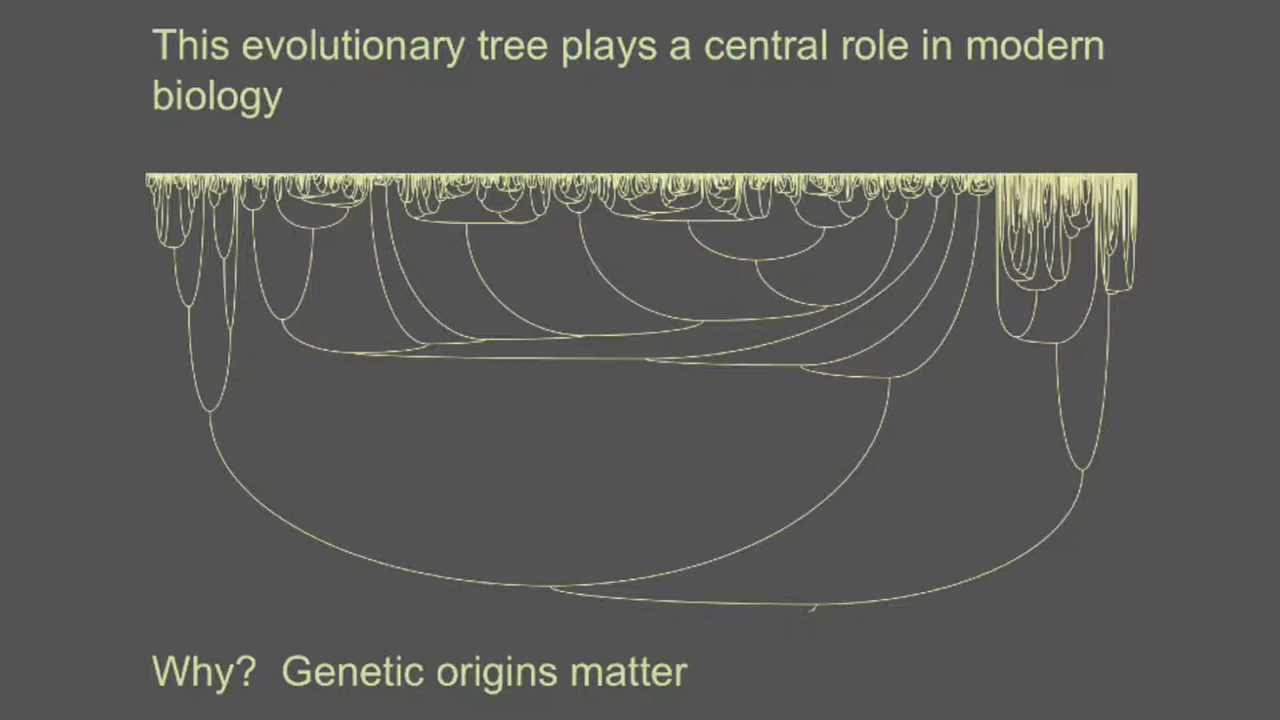 This evolutionary tree plays a central role in modern
biology
Why?  Genetic origins matter